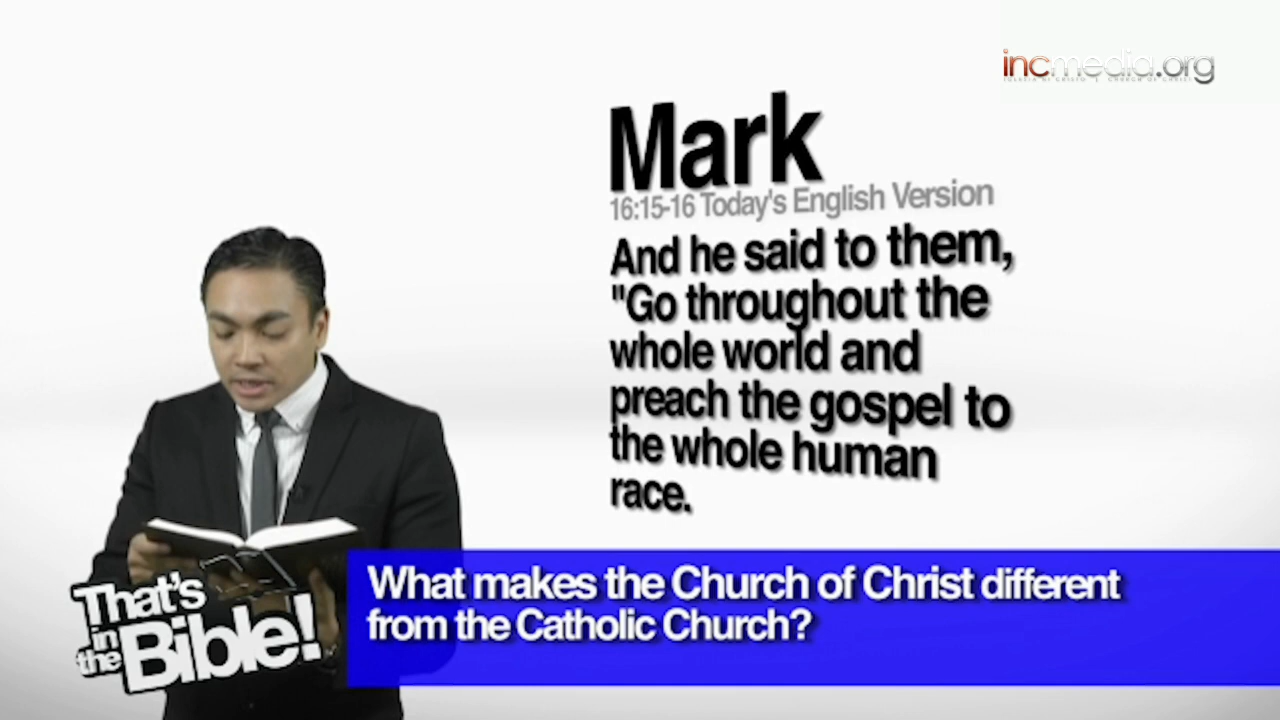 incmedia.org
Mark
16:15-16 Today's English Version
And he said to them,
"Go throughout the
whole world and
preach the gospel to
the whole human
race.
What makes the Church of Christ different
from the Catholic Church?
That's
in
the Bible!